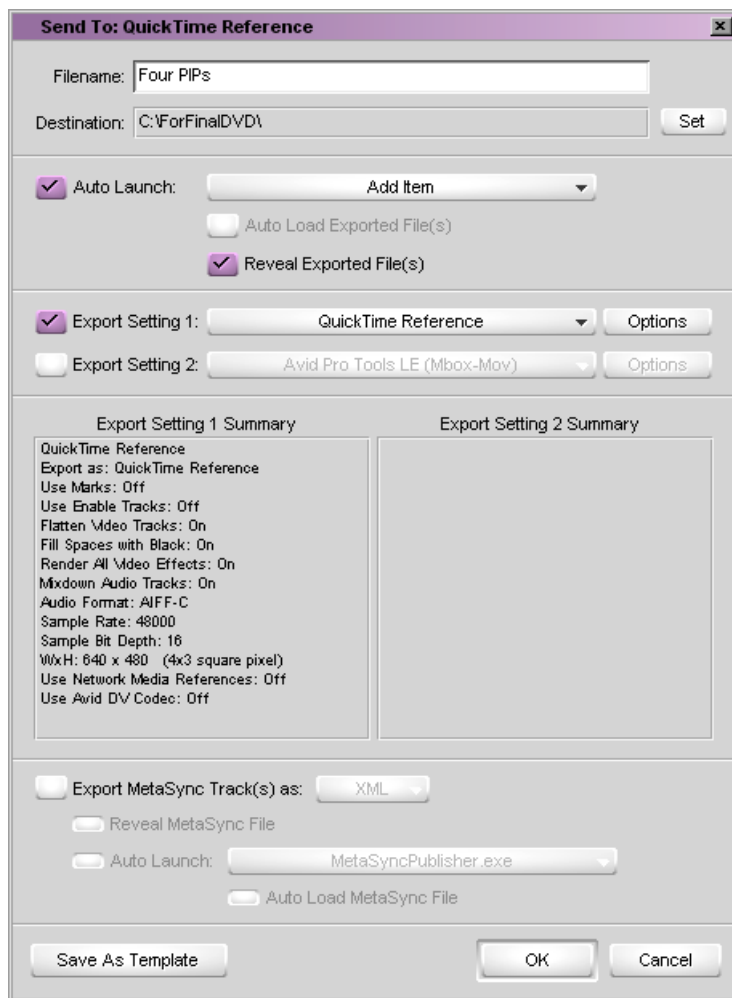 Send To: QuickTime Reference
Filename: Four PIPs
Destination: C:\ForFinalDVD\ Set
Auto Launch: Add Item
Auto Load Exported File(s)
Reveal Exported File(s)
Export Setting 1: QuickTime Reference Options
Export Setting 2: Avid Pro Tools LE (Mbox-Mov) Options
Export Setting 1 Summary
QuickTime Reference
Export as: QuickTime Reference
Use Marks: Off
Use Enable Tracks: Off
Flatten Video Tracks: On
Fill Spaces with Black: On
Render All Video Effects: On
Mixdown Audio Tracks: On
Audio Format: AIFF-C
Sample Rate: 48000
Sample Bit Depth: 16
WxH: 640 x 480 (4x3 square pixel)
Use Network Media References: Off
Use Avid DV Codec: Off
Export Setting 2 Summary
Export MetaSync Track(s) as: XML
Reveal MetaSync File
Auto Launch: MetaSyncPublisher.exe
Auto Load MetaSync File
Save As Template OK Cancel